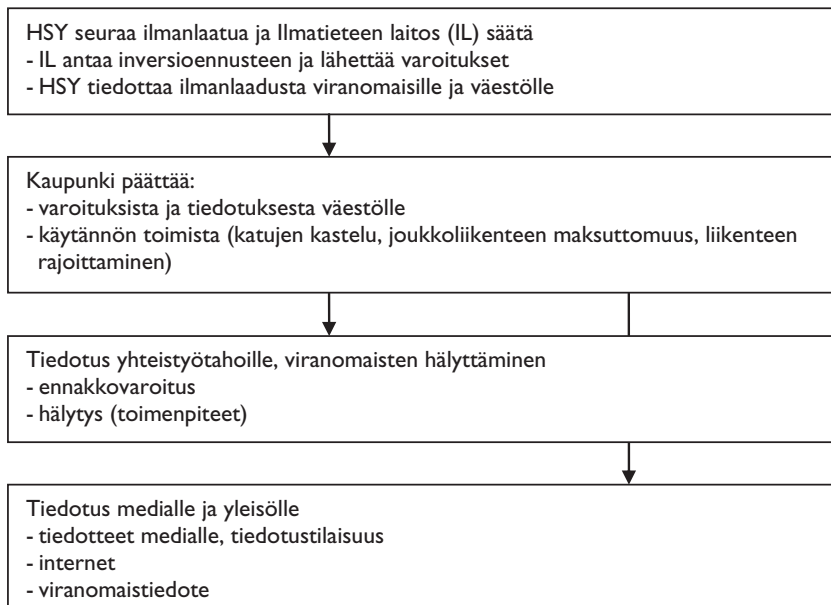 HSY seuraa ilmanlaatua ja Ilmatieteen laitos (IL) säätä
- IL antaa inversioennusteen ja lähettää varoitukset
- HSY tiedottaa ilmanlaadusta viranomaisille ja väestölle
Kaupunki päättää:
- varoituksista ja tiedotuksesta väestölle
- käytännön toimista (katujen kastelu, joukkoliikenteen maksuttomuus, liikenteen
rajoittaminen)
Tiedotus yhteistyötahoille, viranomaisten hälyttäminen
- ennakkovaroitus
- hälytys (toimenpiteet)
Tiedotus medialle ja yleisölle
- tiedotteet medialle, tiedotustilaisuus
- internet
- viranomaistiedote